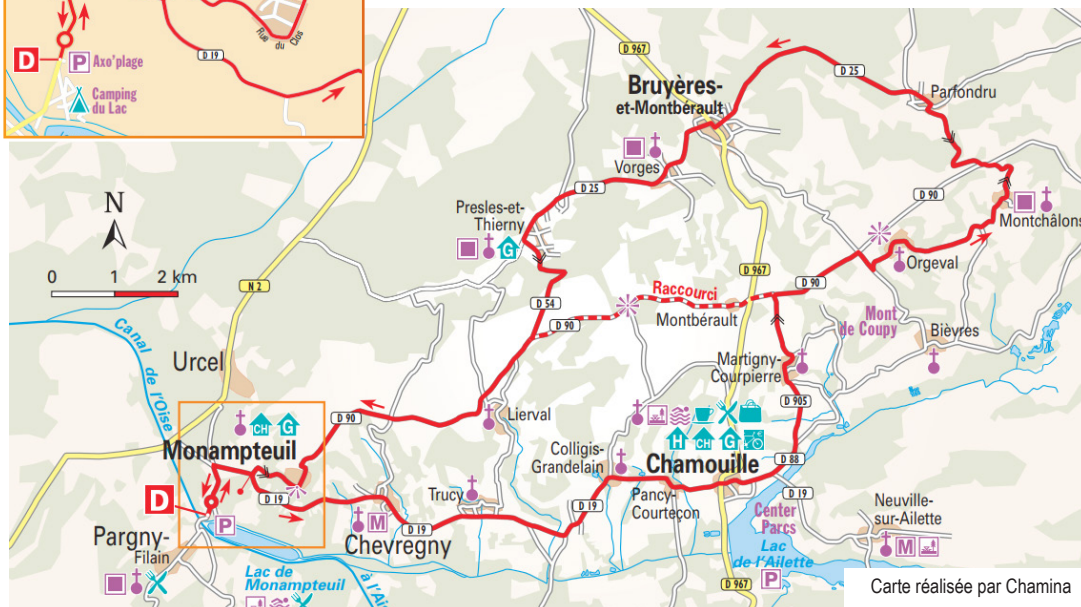 Rue du Clos
D 19
D
P
Axo'plage
Camping
du Lac
D 967
D 25
Parfondru
Bruyères-
et-Montbérault
Vorges
D 25
D 90
Montchâlons
N
Presles-et-
Thierny
G
Orgeval
0 1 2 km
N 2
D 54
D 967
D 90
Raccourci
D 90
Montbérault
Mont
de Coupy
Bièvres
Canal de l'Oise
Urcel
Martigny-
Courpierre
D 905
Lierval
D 90
CH G
Monampteuil
Colligis-
Grandelain
H CH G
Chamouille
D 88
D
P
D 19
Trucy
D 19
D 19
Pancy-
Courteçon
D 19
Center
Parcs
Neuville-
sur-Ailette
M
M
Chevregny
Pargny-
Filain
Lac de
Monampteuil
Lac
de l'Ailette
P
D 967
Carte réalisée par Chamina